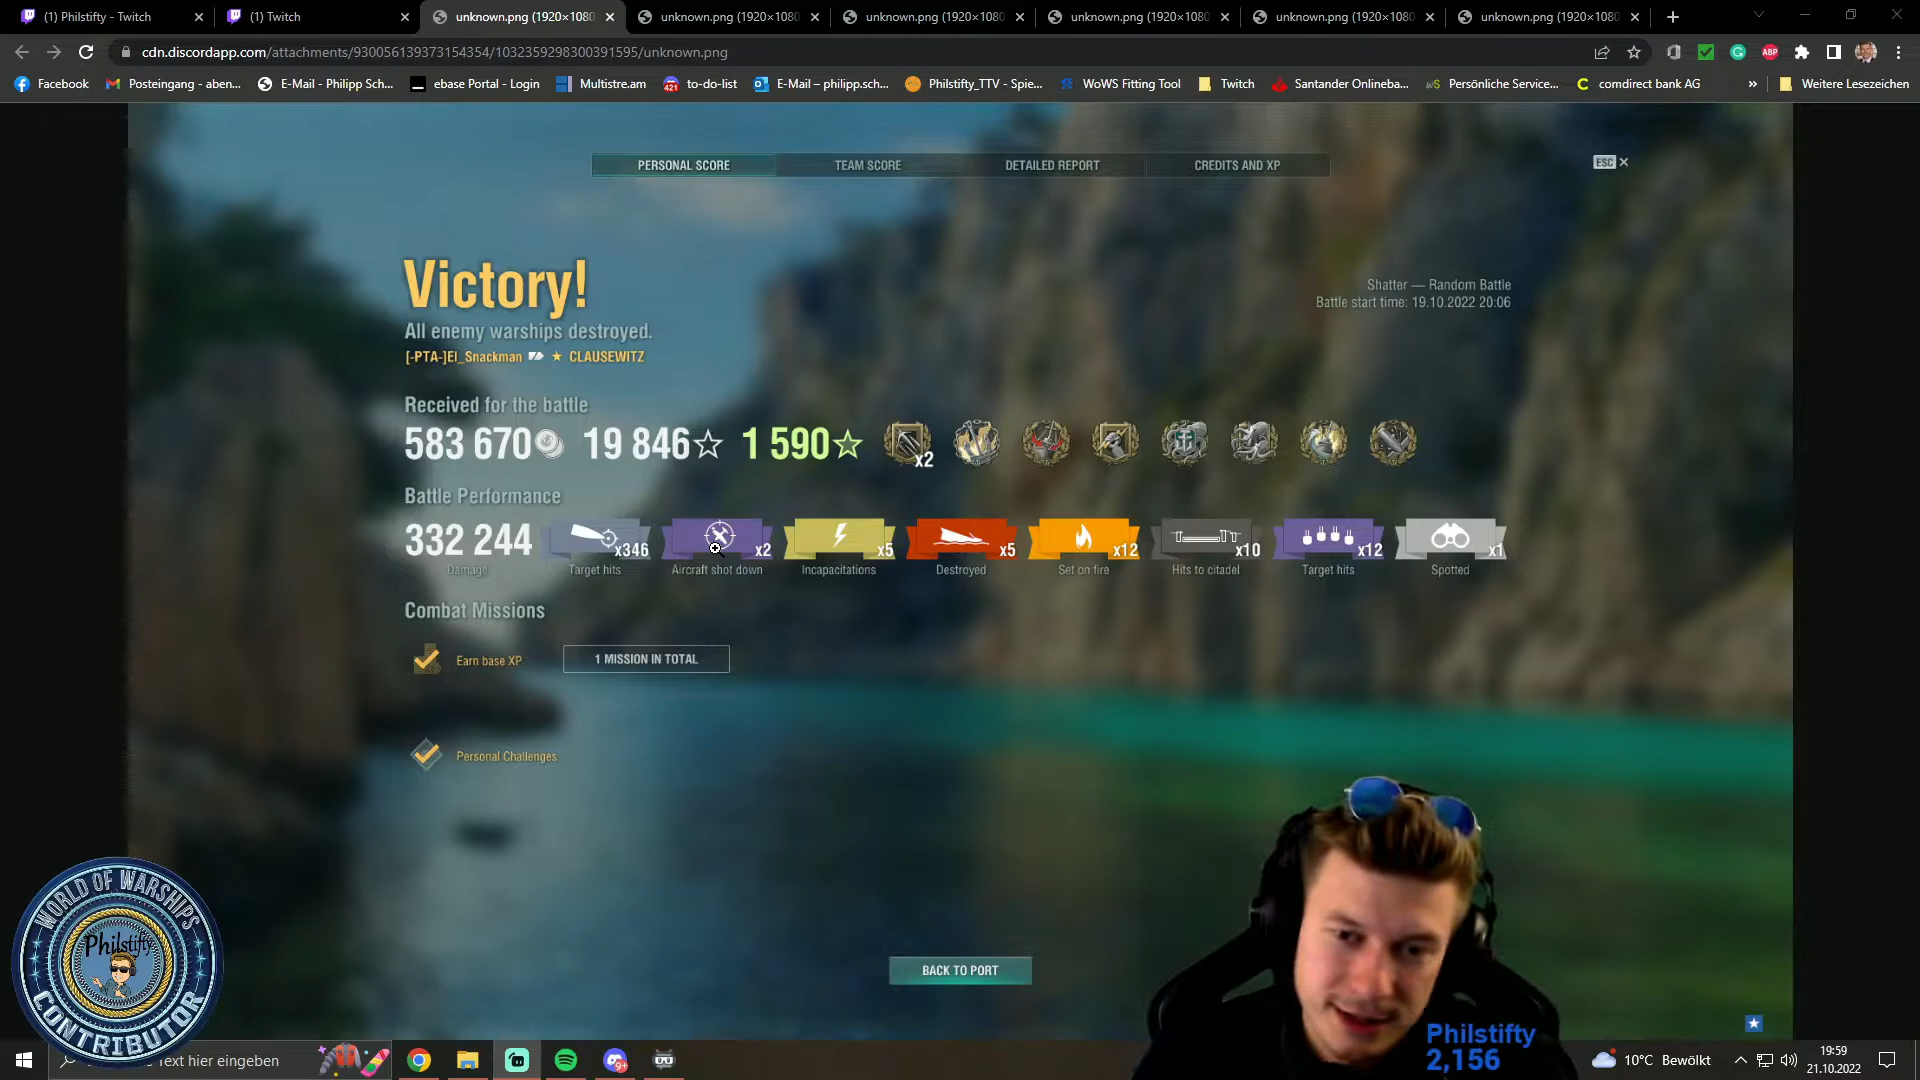 (1) Philstifty - Twitch
(1) Twitch
unknown.png (1920×1080
unknown.png (1920×1080
unknown.png (1920×1080
unknown.png (1920×1080
unknown.png (1920×1080
unknown.png (1920×1080
cdn.discordapp.com/attachments/930056139373154354/1032359298300391595/unknown.png
ABP
Facebook
Posteingang - aben...
E-Mail - Philipp Sch...
ebase Portal - Login
Multistre.am
421
to-do-list
E-Mail – philipp.sch...
Philstifty_TTV - Spie...
WoWS Fitting Tool
Twitch
Santander Onlineba...
Persönliche Service...
comdirect bank AG
»
Weitere Lesezeichen
PERSONAL SCORE
TEAM SCORE
DETAILED REPORT
CREDITS AND XP
ESC
Victory!
All enemy warships destroyed.
[-PTA-]El_Snackman ★ CLAUSEWITZ
Shatter — Random Battle
Battle start time: 19.10.2022 20:06
Received for the battle
583 670 19 846 1 590
x2
Battle Performance
332 244
Damage
x346
Target hits
x2
Aircraft shot down
x5
Incapacitations
x5
Destroyed
x12
Set on fire
x10
Hits to citadel
x12
Target hits
x1
Spotted
Combat Missions
Earn base XP
1 MISSION IN TOTAL
Personal Challenges
BACK TO PORT
WORLD OF WARSHIPS
Philstifty
CONTRIBUTOR
Philstifty
2,156
Text hier eingeben
9+
10°C Bewölkt
19:59
21.10.2022